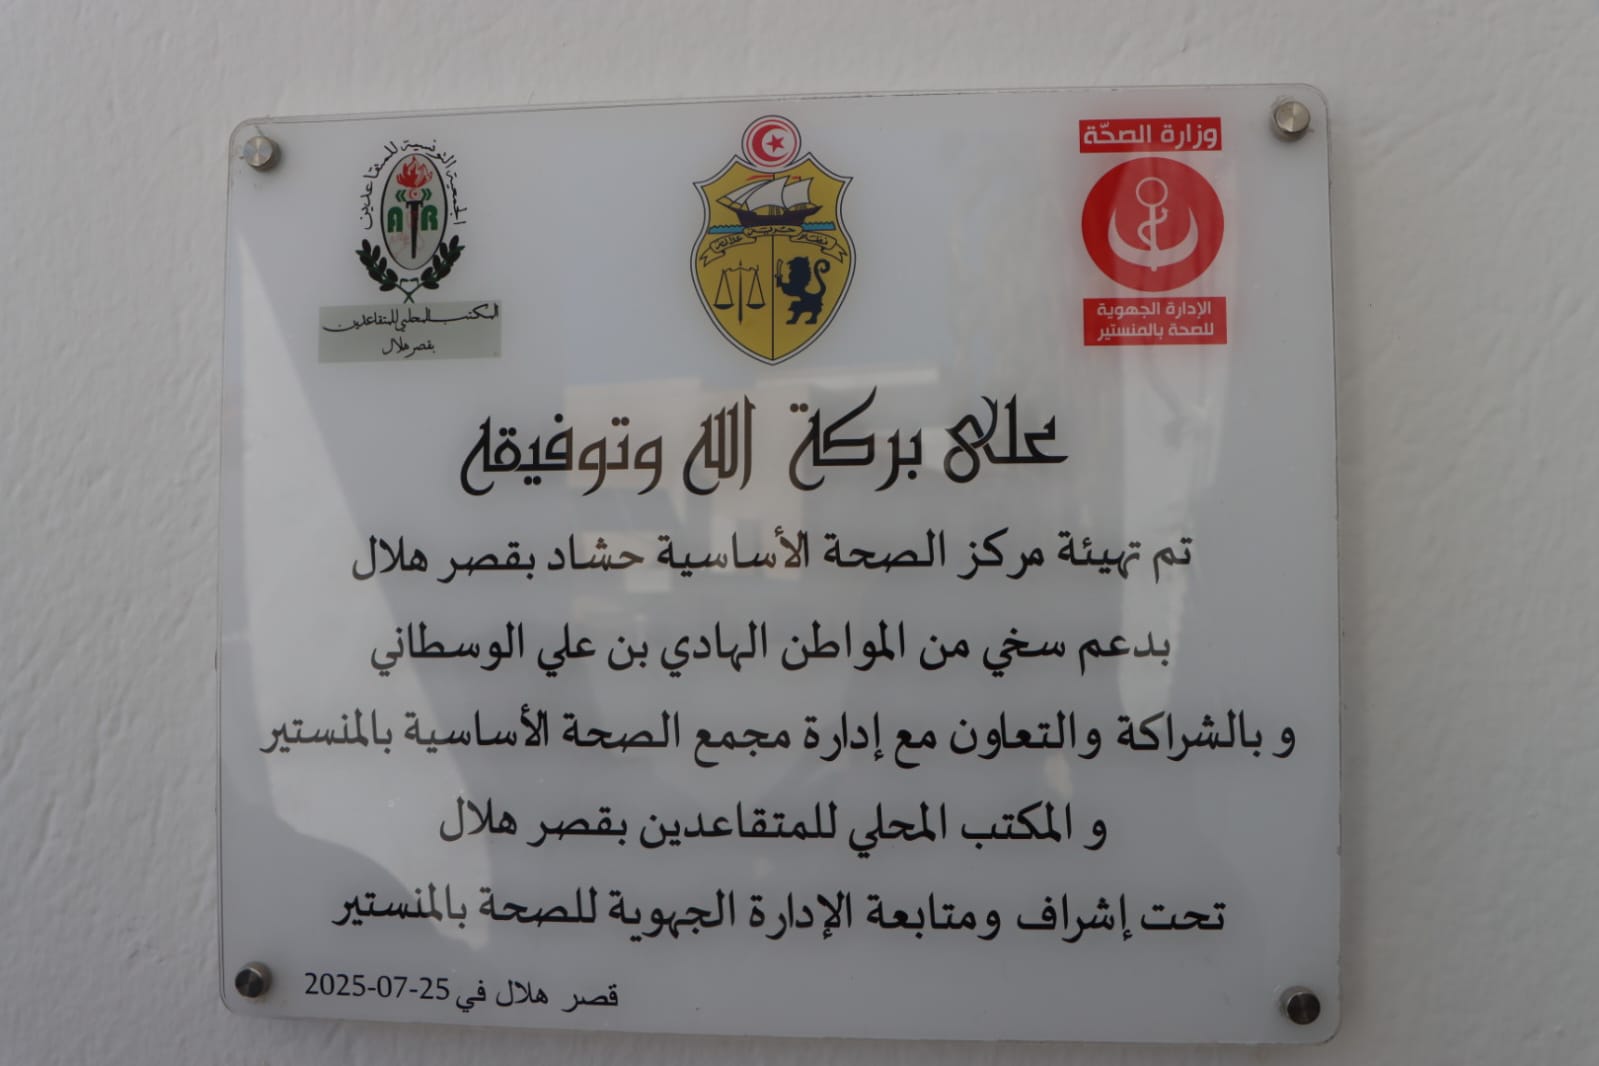 وزارة الصحّة
الإدارة الجهوية
للصحة بالمنستير
الجمعية التونسية للمتقاعدين
A R
المكتب المحلي للمتقاعدين
بقصر هلال
على بركة الله وتوفيقه
تم تهيئة مركز الصحة الأساسية حشاد بقصر هلال
بدعم سخي من المواطن الهادي بن علي الوسطاني
و بالشراكة والتعاون مع إدارة مجمع الصحة الأساسية بالمنستير
و المكتب المحلي للمتقاعدين بقصر هلال
تحت إشراف ومتابعة الإدارة الجهوية للصحة بالمنستير
قصر هلال في 25-07-2025